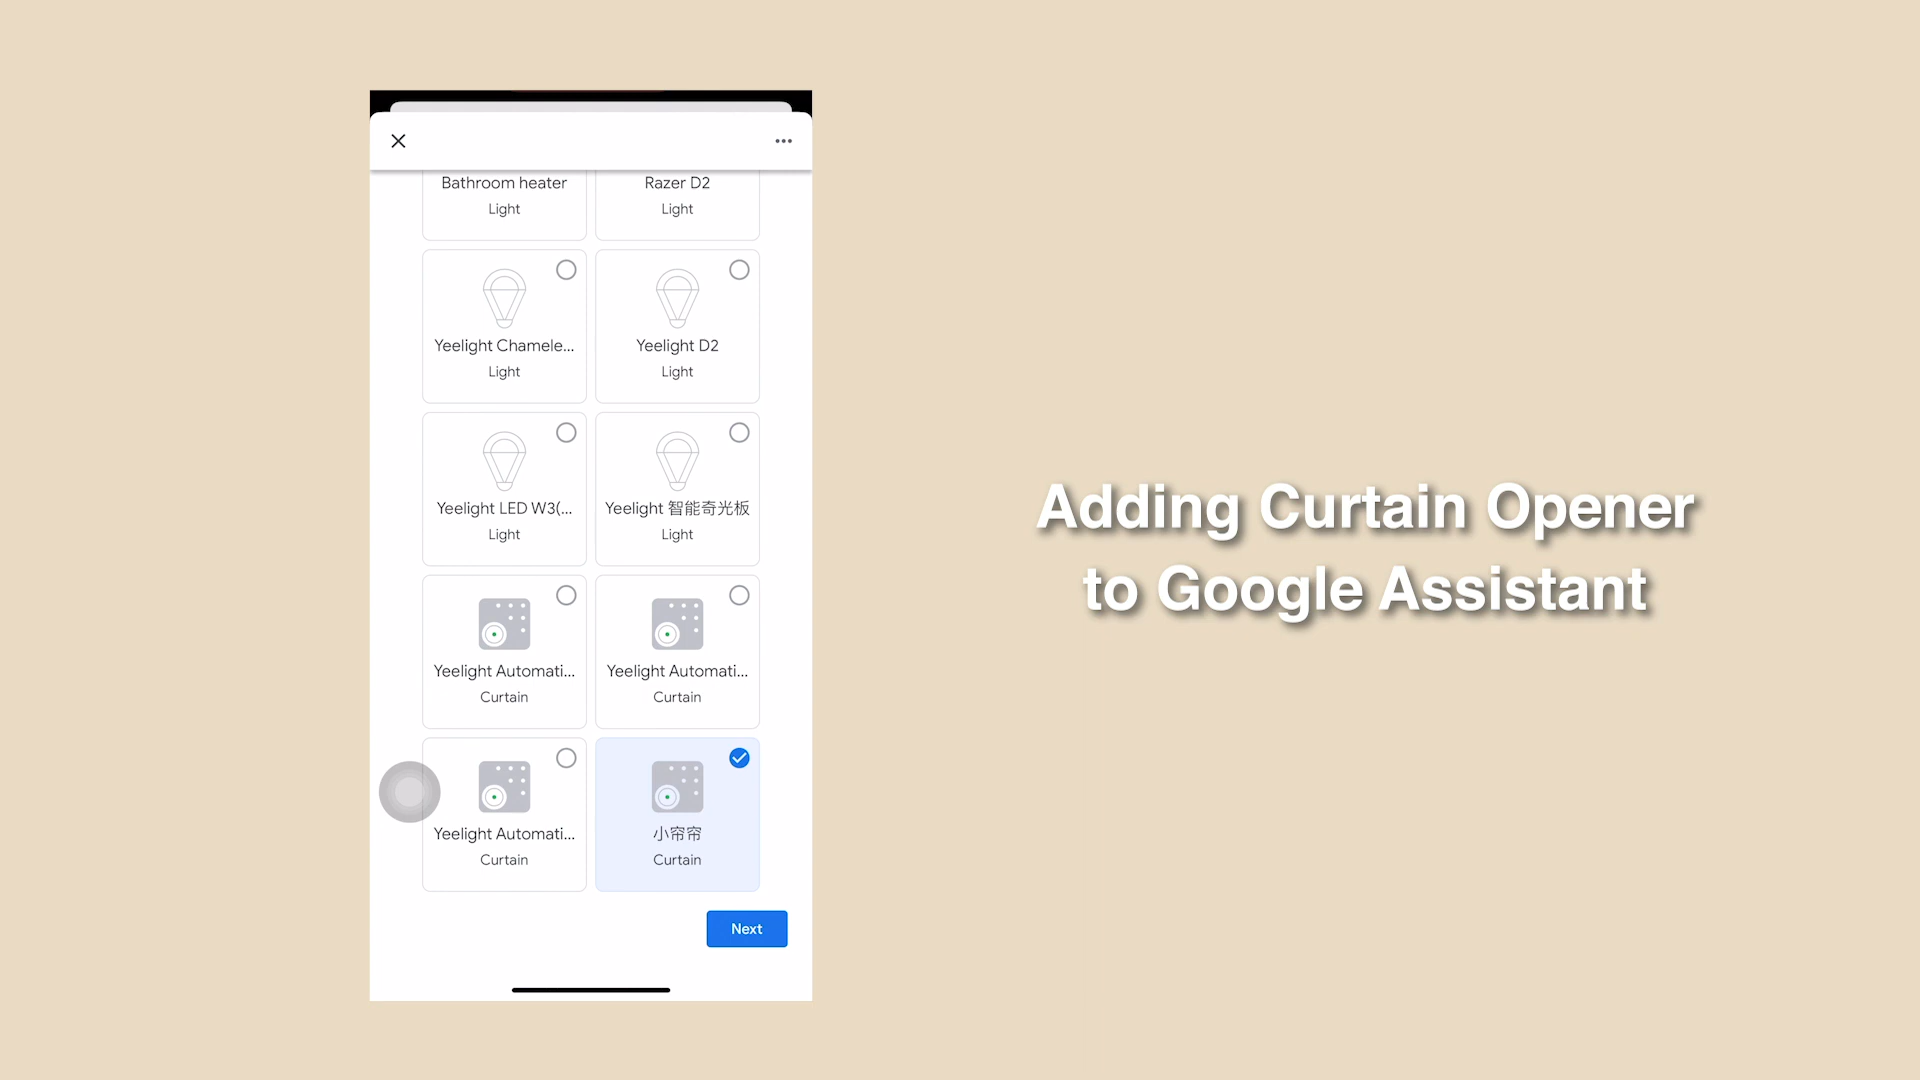 Bathroom heater
Light
Razer D2
Light
Yeelight Chamele...
Light
Yeelight D2
Light
Yeelight LED W3(...
Light
Yeelight 智能奇光板
Light
Yeelight Automati...
Curtain
Yeelight Automati...
Curtain
Yeelight Automati...
Curtain
小帘帘
Curtain
Next
Adding Curtain Opener
to Google Assistant